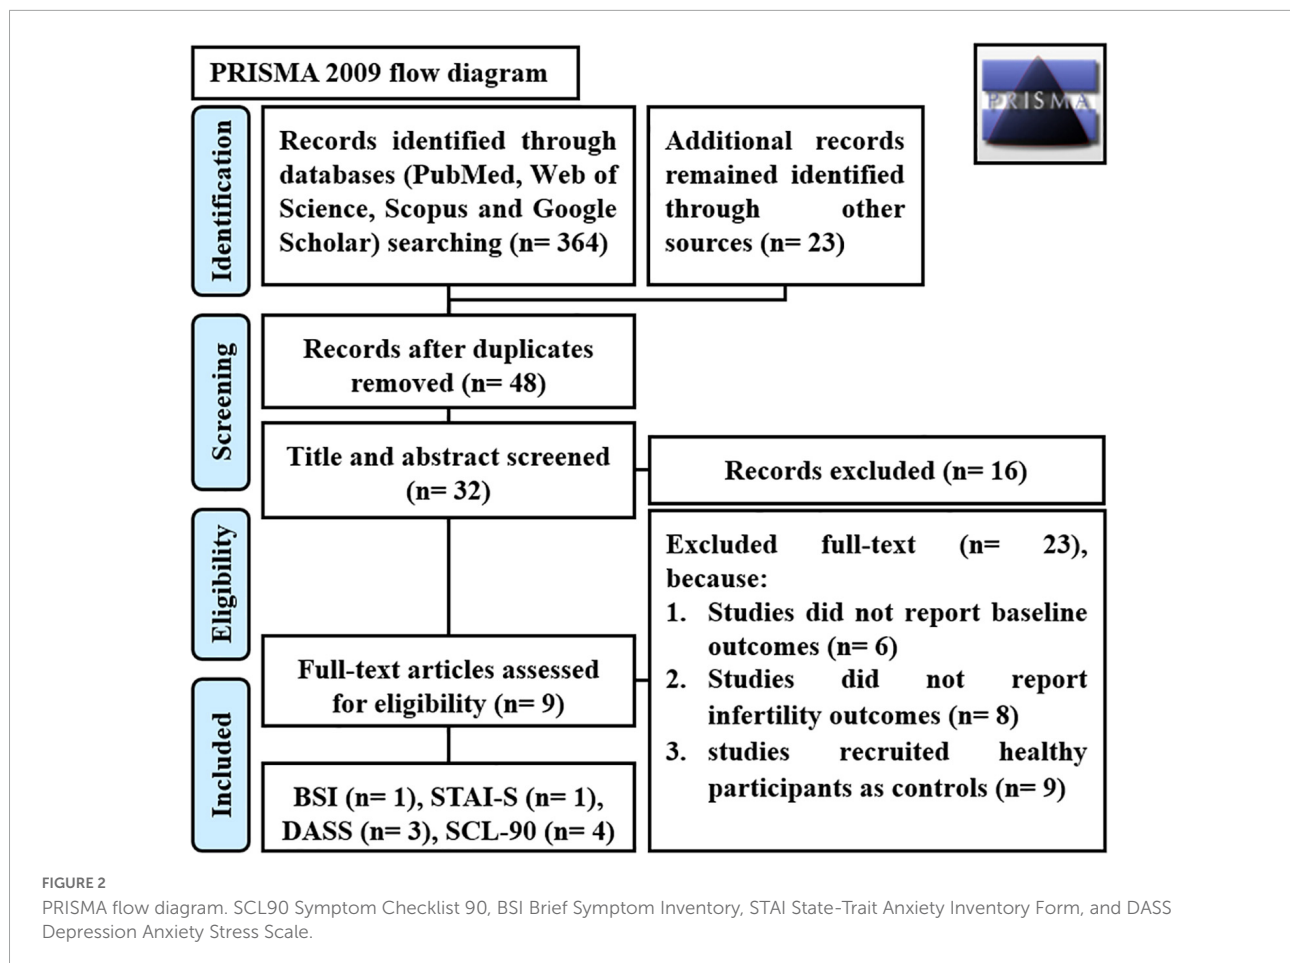 PRISMA 2009 flow diagram
PRISMA
Identification
Records identified through
databases (PubMed, Web of
Science, Scopus and Google
Scholar) searching (n= 364)
Additional records
remained identified
through other
sources (n= 23)
Screening
Records after duplicates
removed (n= 48)
Title and abstract screened
(n= 32)
Records excluded (n= 16)
Eligibility
Full-text articles assessed
for eligibility (n= 9)
Excluded full-text (n= 23),
because:
1. Studies did not report baseline
outcomes (n= 6)
2. Studies did not report
infertility outcomes (n= 8)
3. studies recruited healthy
participants as controls (n= 9)
Included
BSI (n= 1), STAI-S (n= 1),
DASS (n= 3), SCL-90 (n= 4)
FIGURE 2
PRISMA flow diagram. SCL90 Symptom Checklist 90, BSI Brief Symptom Inventory, STAI State-Trait Anxiety Inventory Form, and DASS
Depression Anxiety Stress Scale.